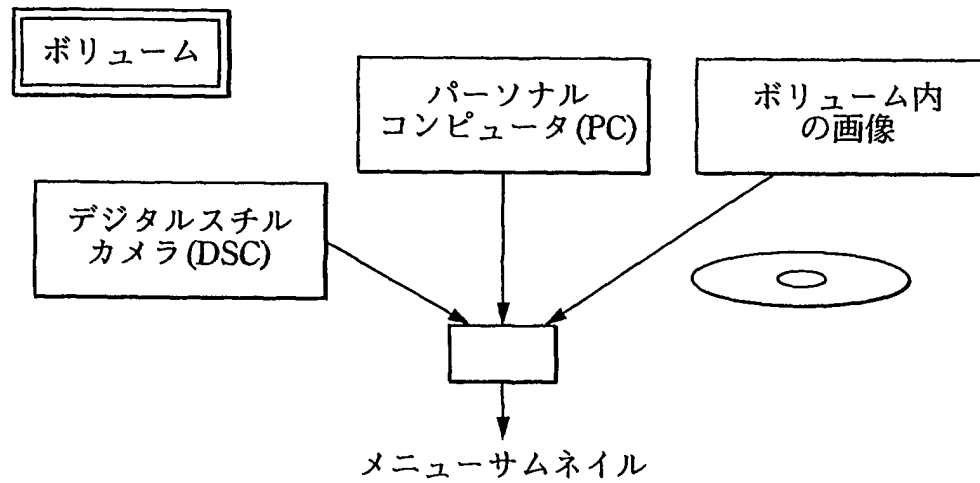 ボリューム
パーソナル
コンピュータ(PC)
ボリューム内
の画像
デジタルスチル
カメラ(DSC)
メニューサムネイル